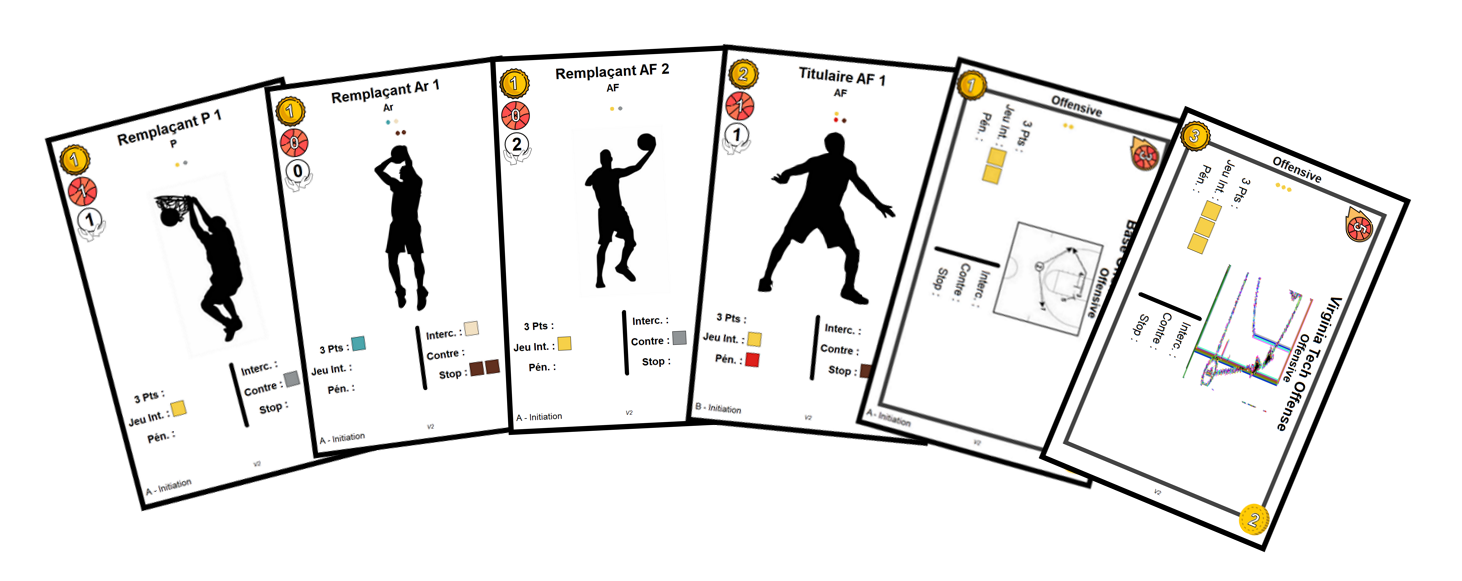 Remplaçant P 1
P
1
1
1
3 Pts :
Jeu Int. :
Pén. :
Interc. :
Contre :
Stop :
V2
A - Initiation
Remplaçant Ar 1
Ar
1
0
0
3 Pts :
Jeu Int. :
Pén. :
Interc. :
Contre :
Stop :
V2
A - Initiation
Remplaçant AF 2
AF
1
0
2
3 Pts :
Jeu Int. :
Pén. :
Interc. :
Contre :
Stop :
V2
A - Initiation
Titulaire AF 1
AF
2
1
1
3 Pts :
Jeu Int. :
Pén. :
Interc. :
Contre :
Stop :
V2
B - Initiation
1
Offensive
3 Pts :
Jeu Int. :
Pén. :
Interc. :
Contre :
Stop :
Base
Offensive
V2
A - Initiation
3
Offensive
5
3 Pts :
Jeu Int. :
Pén. :
Interc. :
Contre :
Stop :
Virginia Tech Offense
Offensive
V2
2